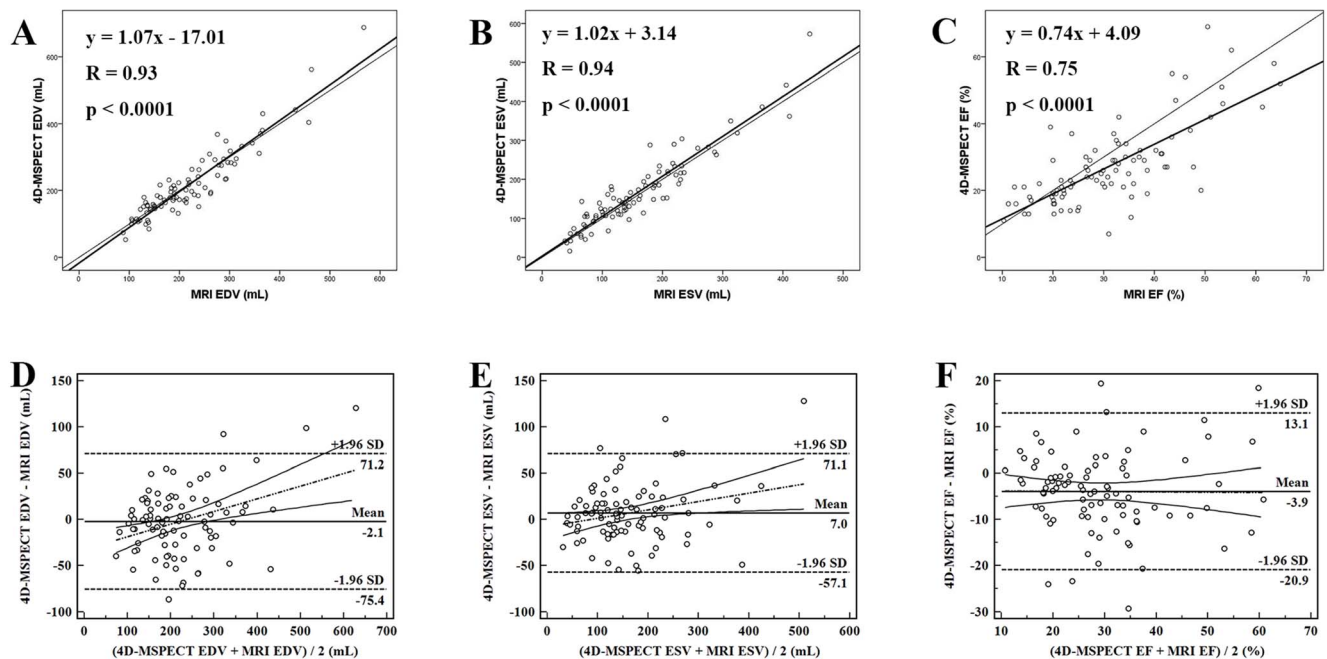 A
y = 1.07x - 17.01
R = 0.93
p < 0.0001
4D-MSPECT EDV (mL)
600
400
200
0
0 100 200 300 400 500 600
MRI EDV (mL)
B
y = 1.02x + 3.14
R = 0.94
p < 0.0001
4D-MSPECT ESV (mL)
600
500
400
300
200
100
0
0 100 200 300 400 500
MRI ESV (mL)
C
y = 0.74x + 4.09
R = 0.75
p < 0.0001
4D-MSPECT EF (%)
60
40
20
0
10 20 30 40 50 60 70
MRI EF (%)
D
4D-MSPECT EDV - MRI EDV (mL)
150
100
50
0
-50
-100
+1.96 SD
71.2
Mean
-2.1
-1.96 SD
-75.4
0 100 200 300 400 500 600 700
(4D-MSPECT EDV + MRI EDV) / 2 (mL)
E
4D-MSPECT ESV - MRI ESV (mL)
150
100
50
0
-50
-100
+1.96 SD
71.1
Mean
7.0
-1.96 SD
-57.1
0 100 200 300 400 500 600
(4D-MSPECT ESV + MRI ESV) / 2 (mL)
F
4D-MSPECT EF - MRI EF (%)
20
10
0
-10
-20
-30
+1.96 SD
13.1
Mean
-3.9
-1.96 SD
-20.9
10 20 30 40 50 60 70
(4D-MSPECT EF + MRI EF) / 2 (%)